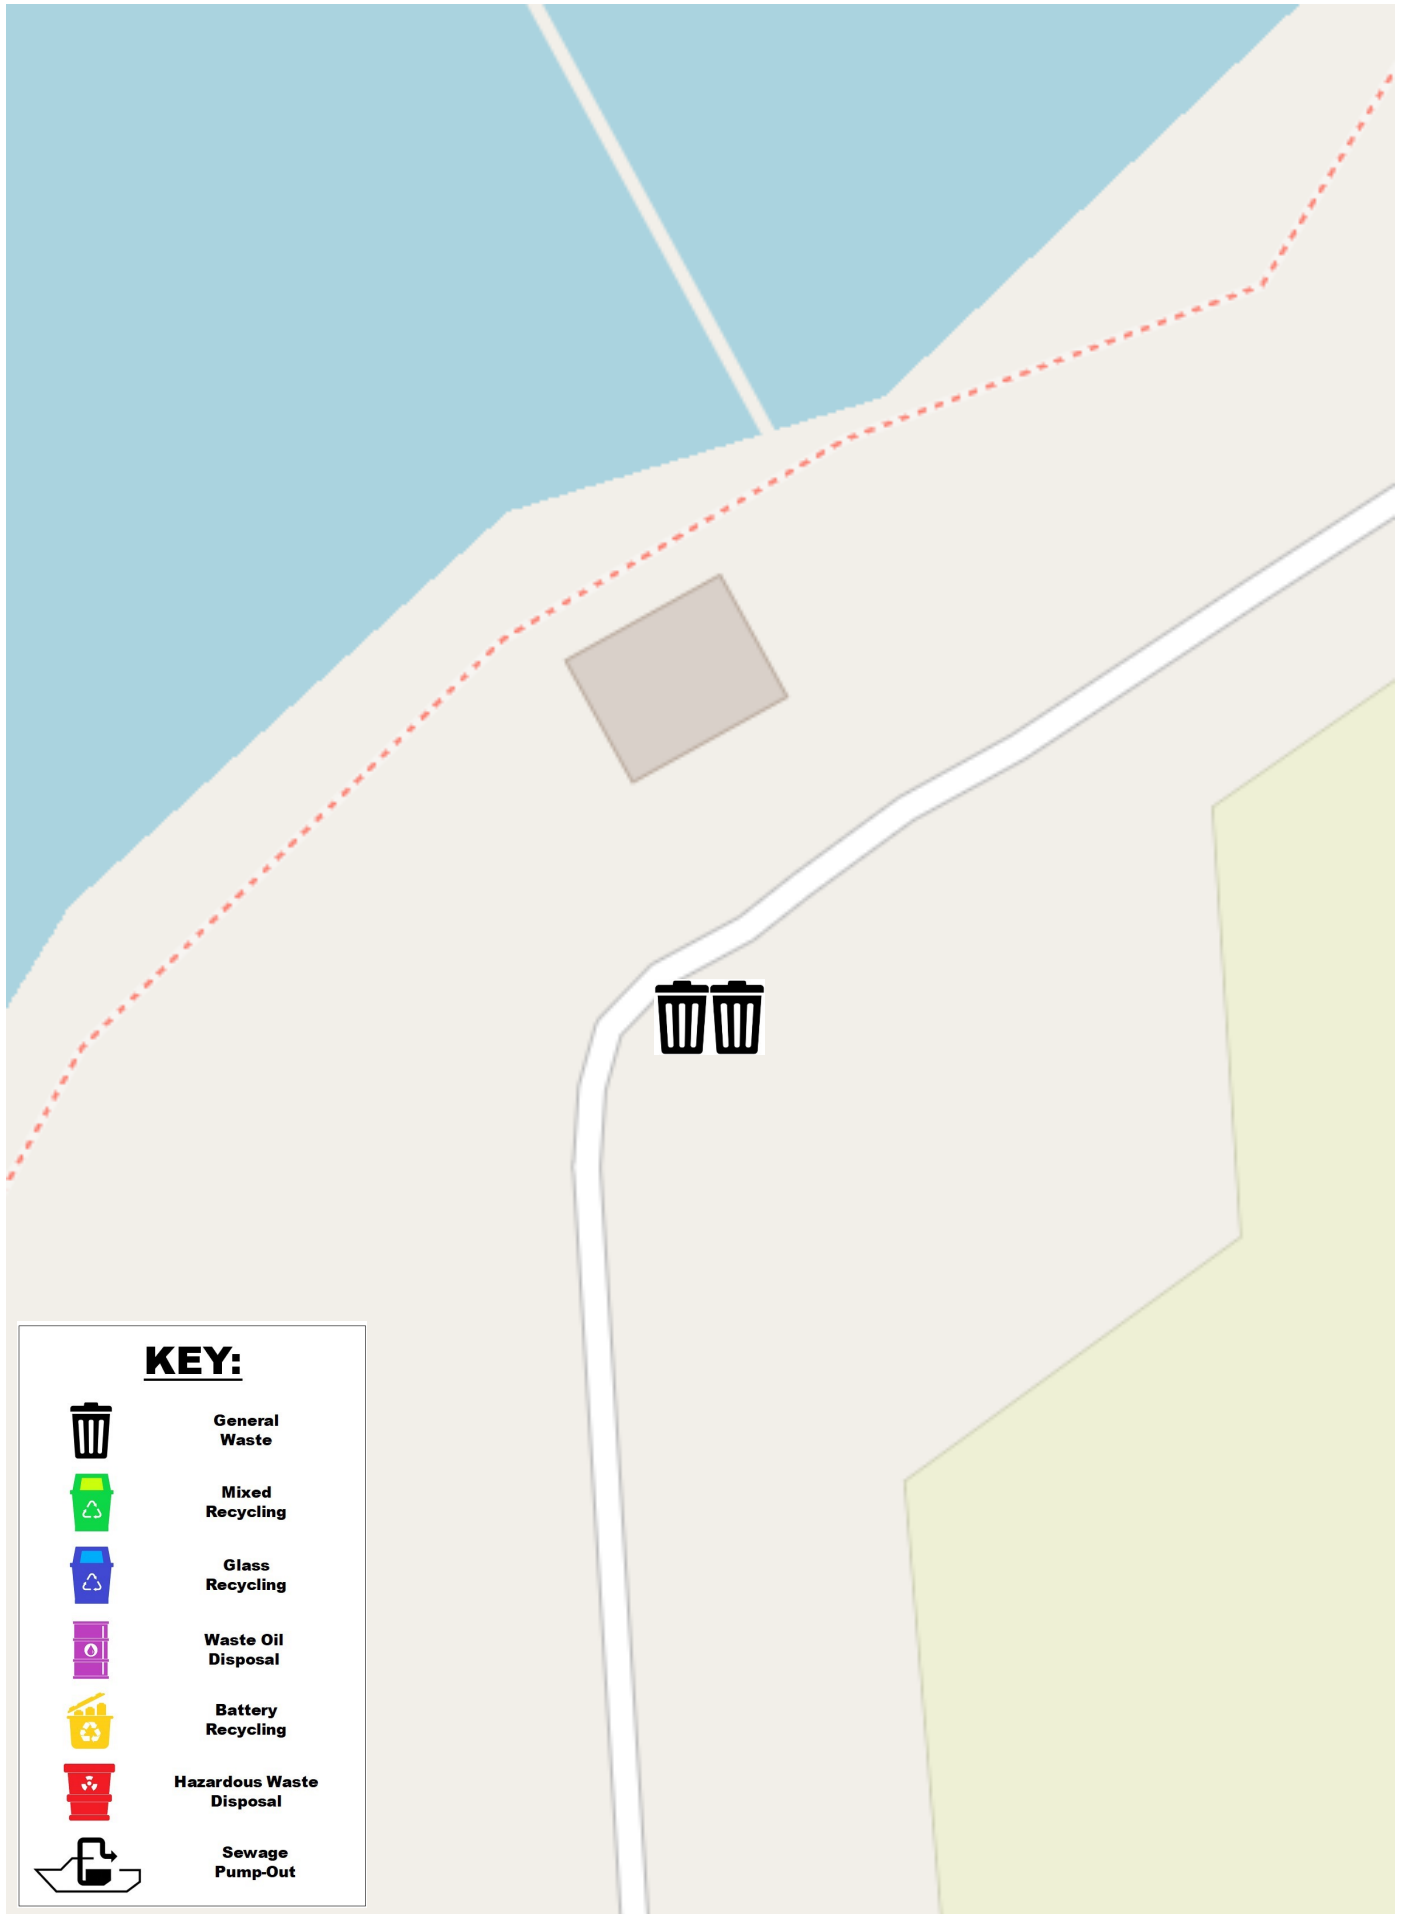 KEY:
General
Waste
Mixed
Recycling
Glass
Recycling
Waste Oil
Disposal
Battery
Recycling
Hazardous Waste
Disposal
Sewage
Pump-Out